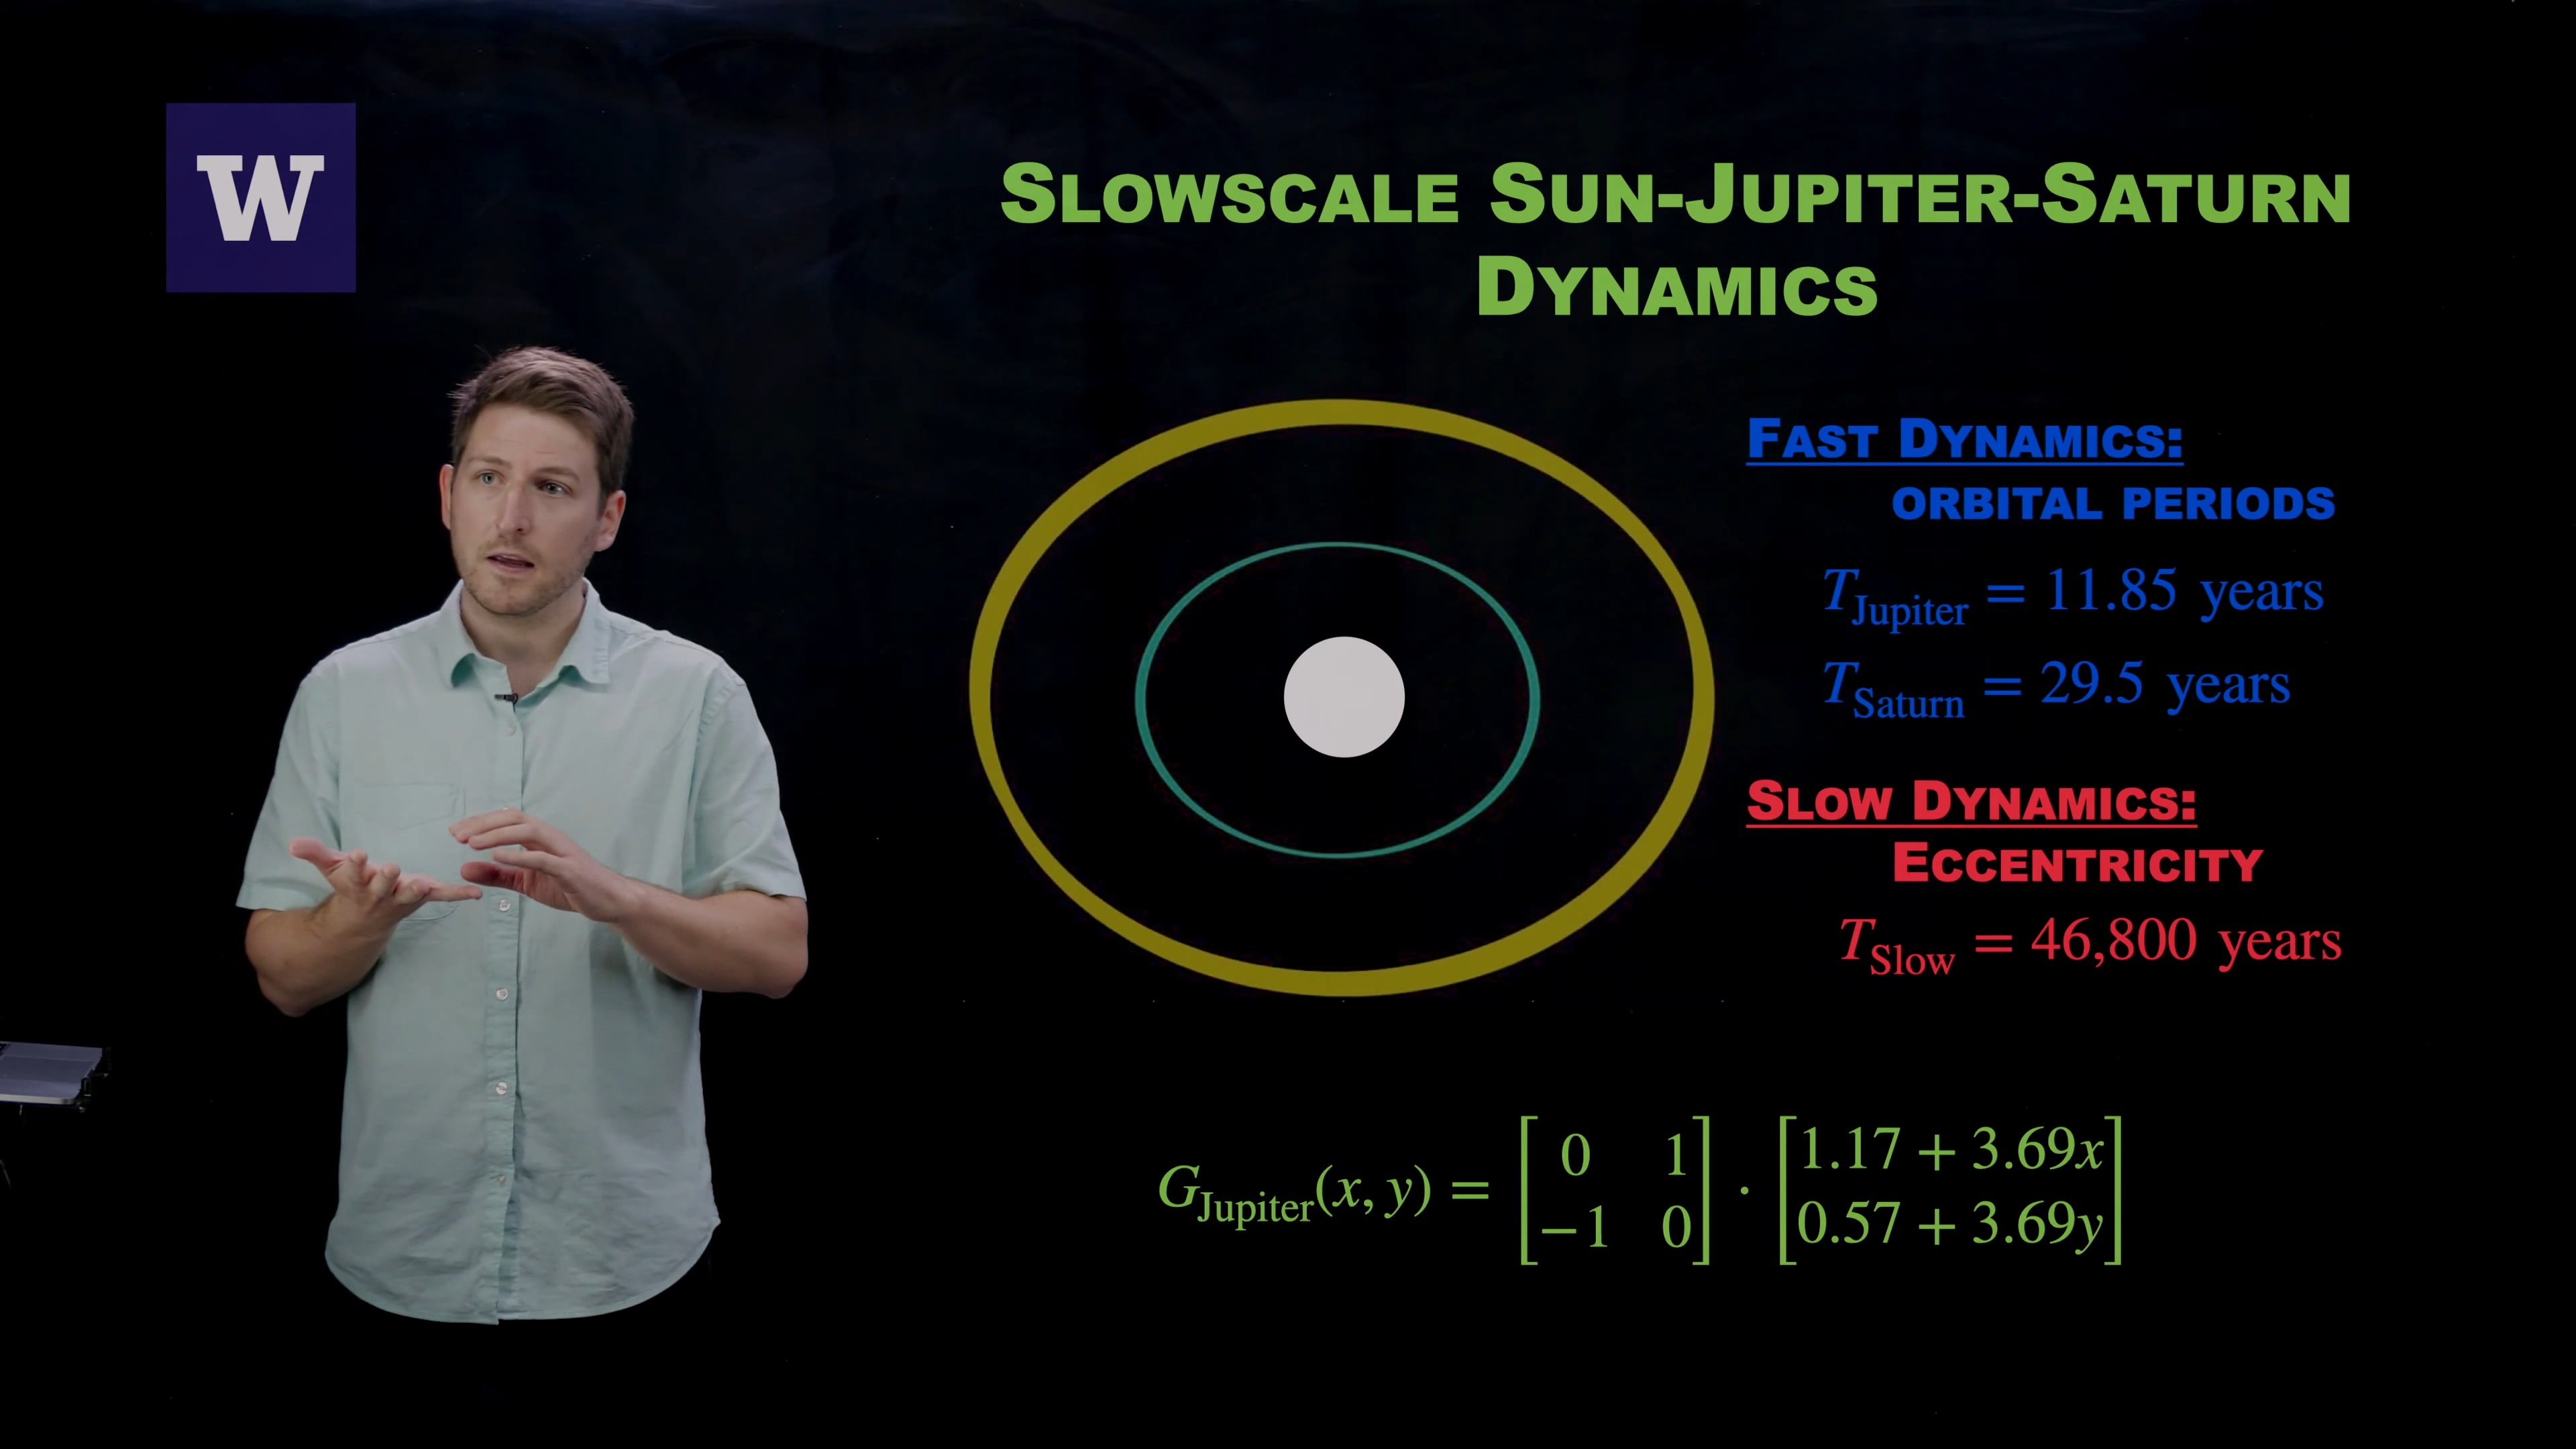 W
SLOWSCALE SUN-JUPITER-SATURN
DYNAMICS
FAST DYNAMICS:
ORBITAL PERIODS
T_Jupiter = 11.85 years
T_Saturn = 29.5 years
SLOW DYNAMICS:
ECCENTRICITY
T_Slow = 46,800 years
G_Jupiter(x, y) = [0 1; −1 0] · [1.17 + 3.69x; 0.57 + 3.69y]